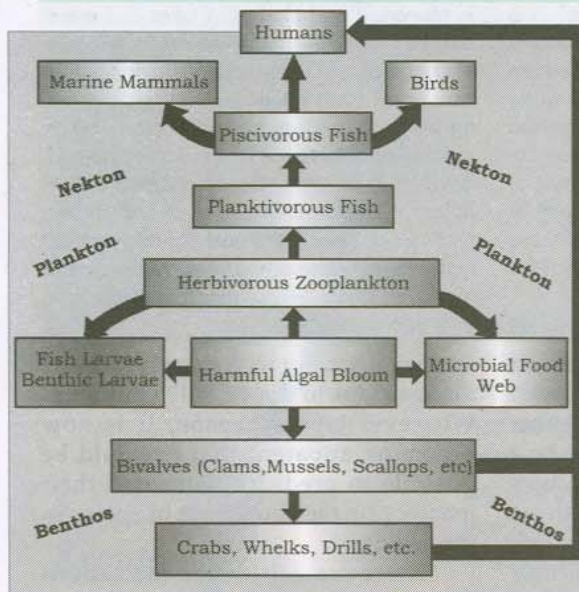 Humans
Marine Mammals
Birds
Piscivorous Fish
Nekton
Nekton
Planktivorous Fish
Plankton
Plankton
Herbivorous Zooplankton
Fish Larvae
Benthic Larvae
Harmful Algal Bloom
Microbial Food
Web
Bivalves (Clams,Mussels, Scallops, etc)
Benthos
Benthos
Crabs, Whelks, Drills, etc.